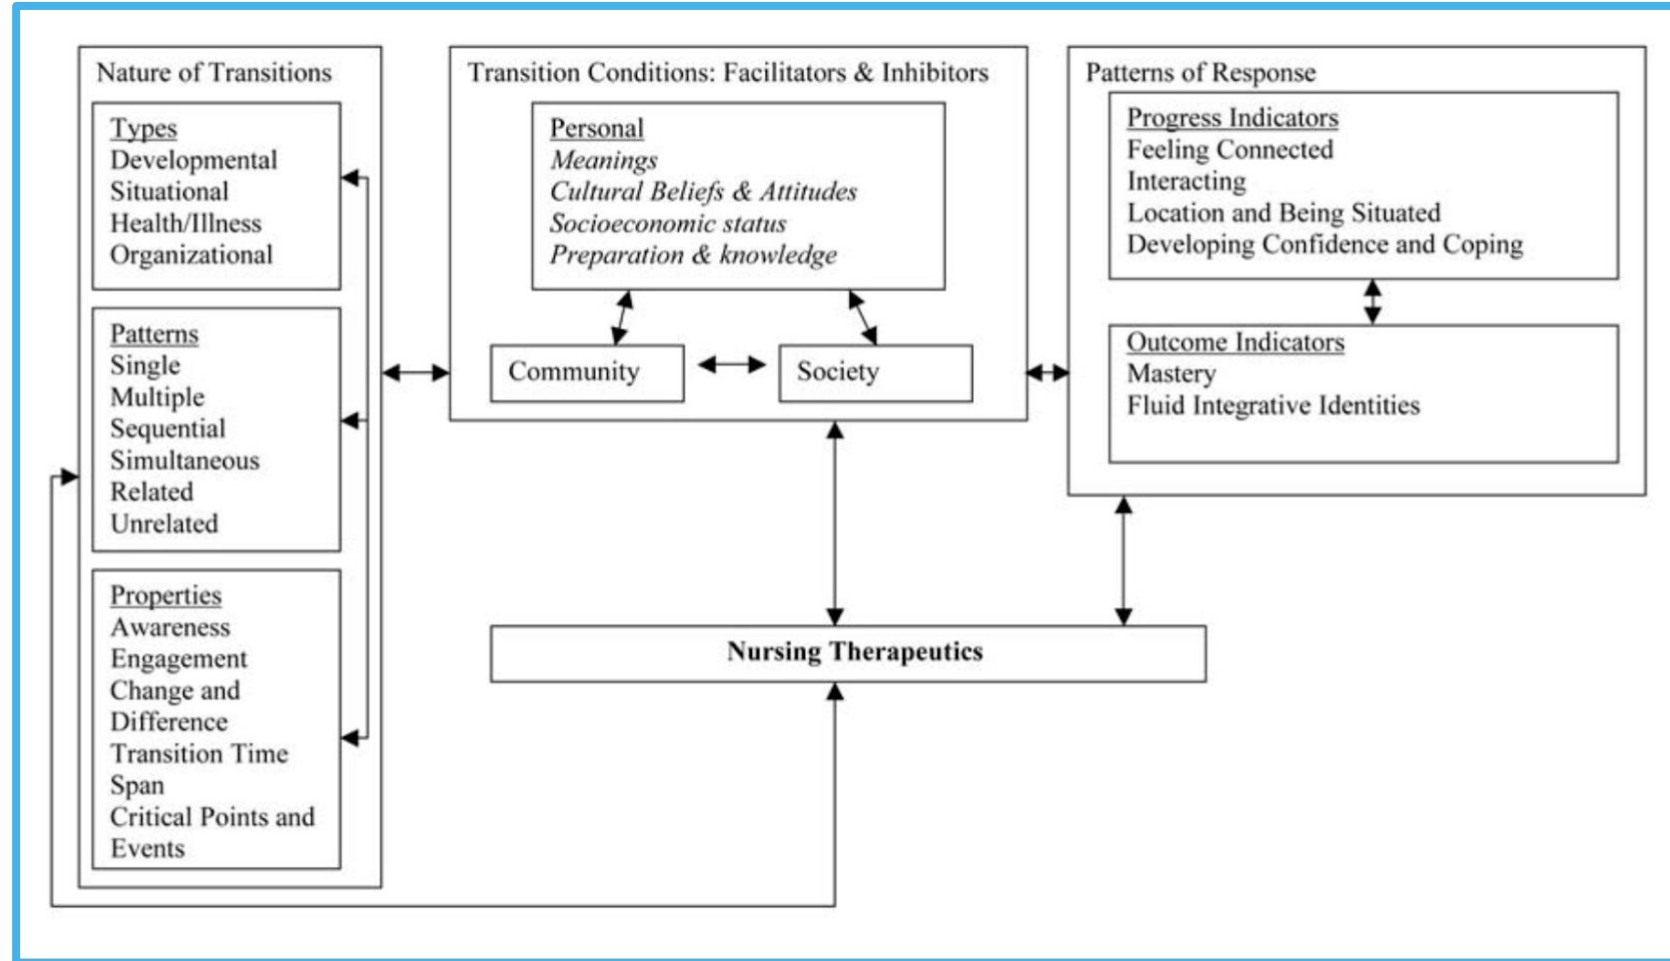 Nature of Transitions
Types
Developmental
Situational
Health/Illness
Organizational
Patterns
Single
Multiple
Sequential
Simultaneous
Related
Unrelated
Properties
Awareness
Engagement
Change and
Difference
Transition Time
Span
Critical Points and
Events
Transition Conditions: Facilitators & Inhibitors
Personal
Meanings
Cultural Beliefs & Attitudes
Socioeconomic status
Preparation & knowledge
Community
Society
Patterns of Response
Progress Indicators
Feeling Connected
Interacting
Location and Being Situated
Developing Confidence and Coping
Outcome Indicators
Mastery
Fluid Integrative Identities
Nursing Therapeutics